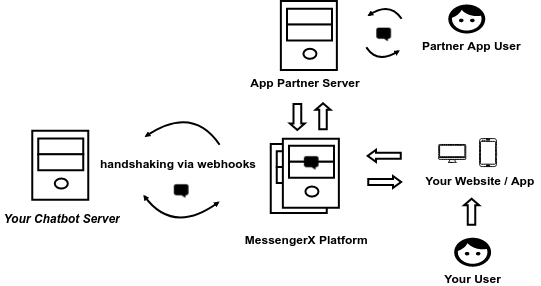 Partner App User
App Partner Server
handshaking via webhooks
Your Website / App
Your Chatbot Server
MessengerX Platform
Your User